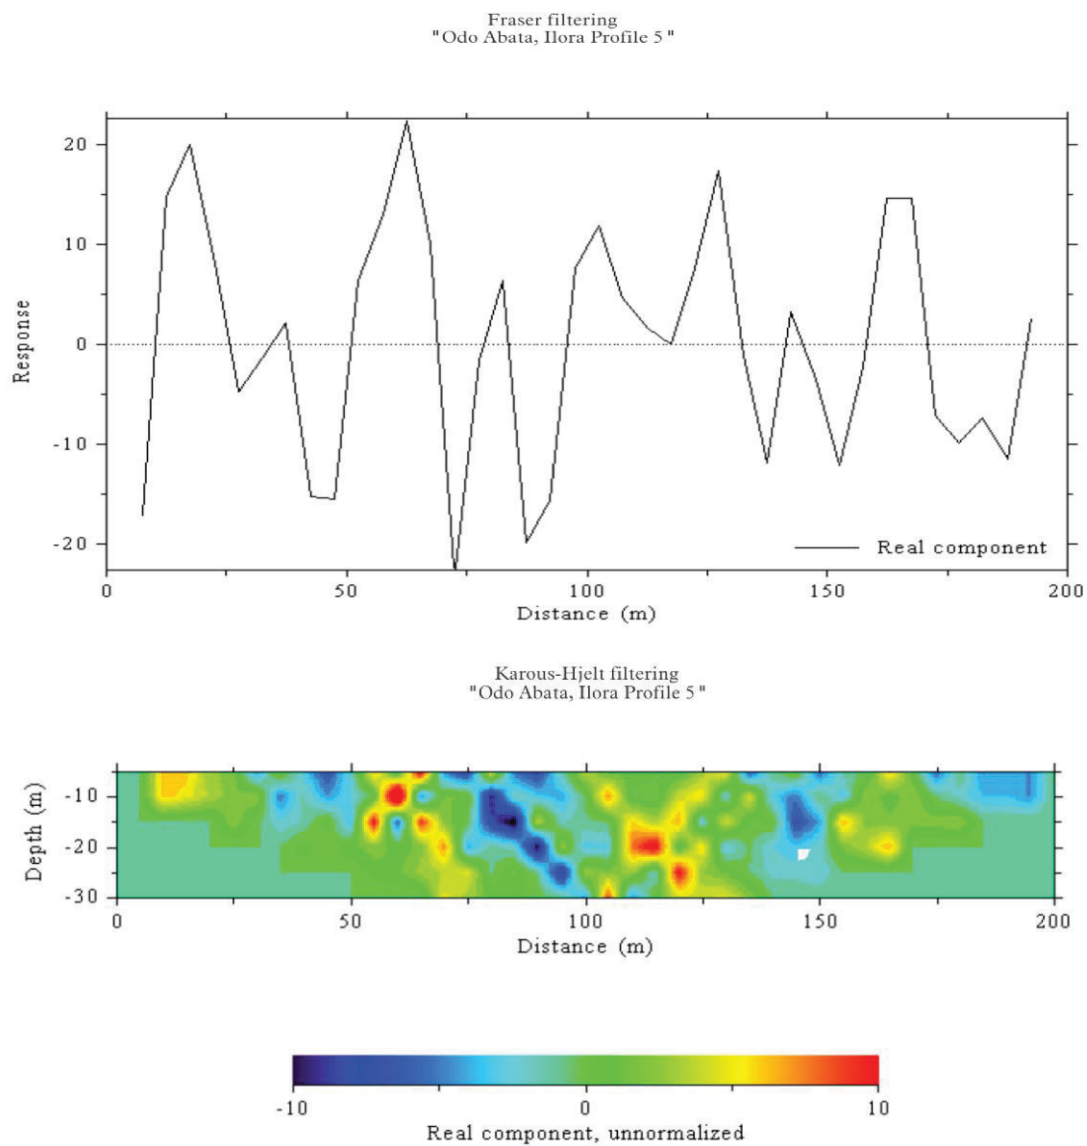 Fraser filtering
"Odo Abata, Ilora Profile 5"
20
10
0
-10
-20
Response
Real component
0 50 100 150 200
Distance (m)
Karous-Hjelt filtering
"Odo Abata, Ilora Profile 5"
-10
-20
-30
Depth (m)
0 50 100 150 200
Distance (m)
-10 0 10
Real component, unnormalized